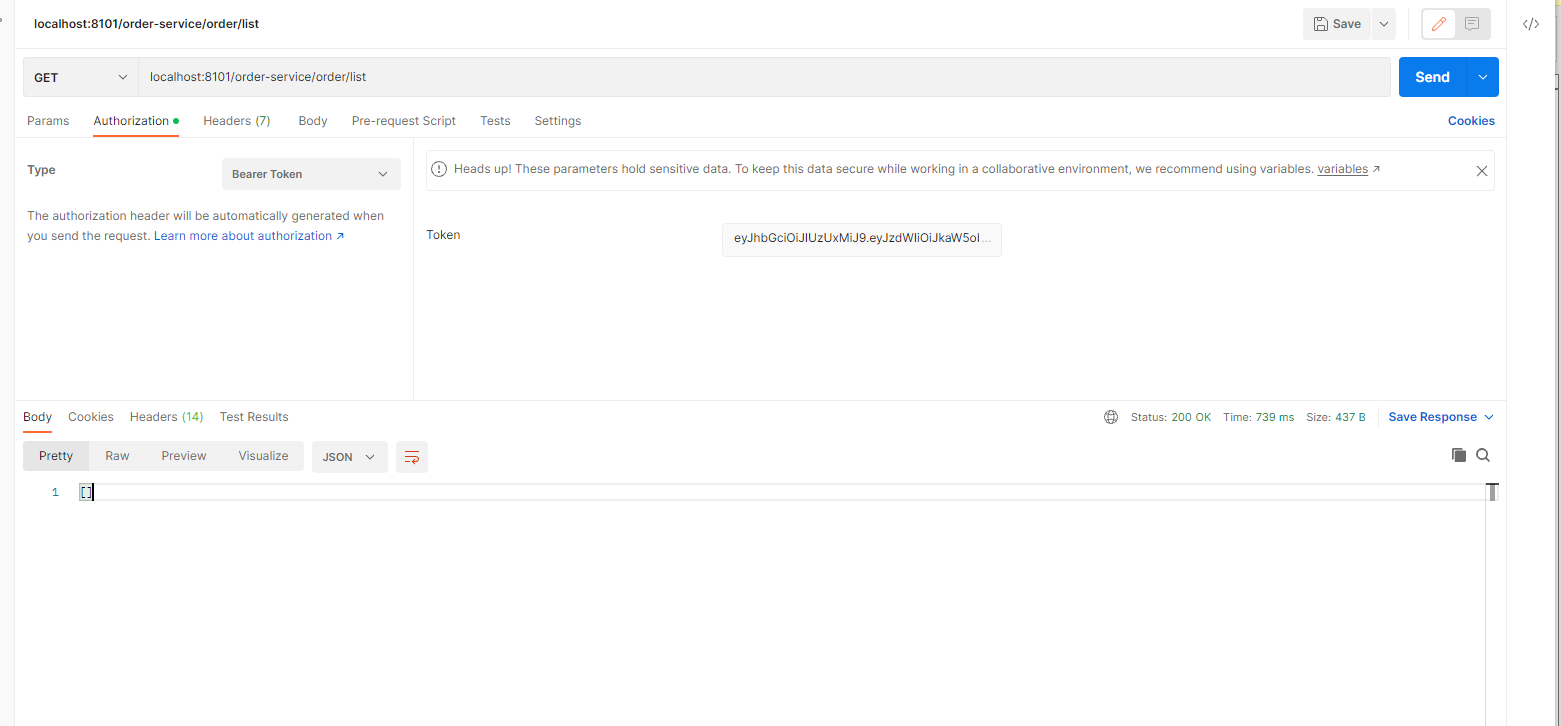 localhost:8101/order-service/order/list
Save
GET
localhost:8101/order-service/order/list
Send
Params Authorization Headers (7) Body Pre-request Script Tests Settings Cookies
Type
Bearer Token
The authorization header will be automatically generated when
you send the request. Learn more about authorization ↗
Heads up! These parameters hold sensitive data. To keep this data secure while working in a collaborative environment, we recommend using variables. variables ↗
Token
eyJhbGciOiJIUzUxMiJ9.eyJzdWIiOiJkaW5oI...
Body Cookies Headers (14) Test Results
Status: 200 OK Time: 739 ms Size: 437 B Save Response
Pretty Raw Preview Visualize JSON
1 []